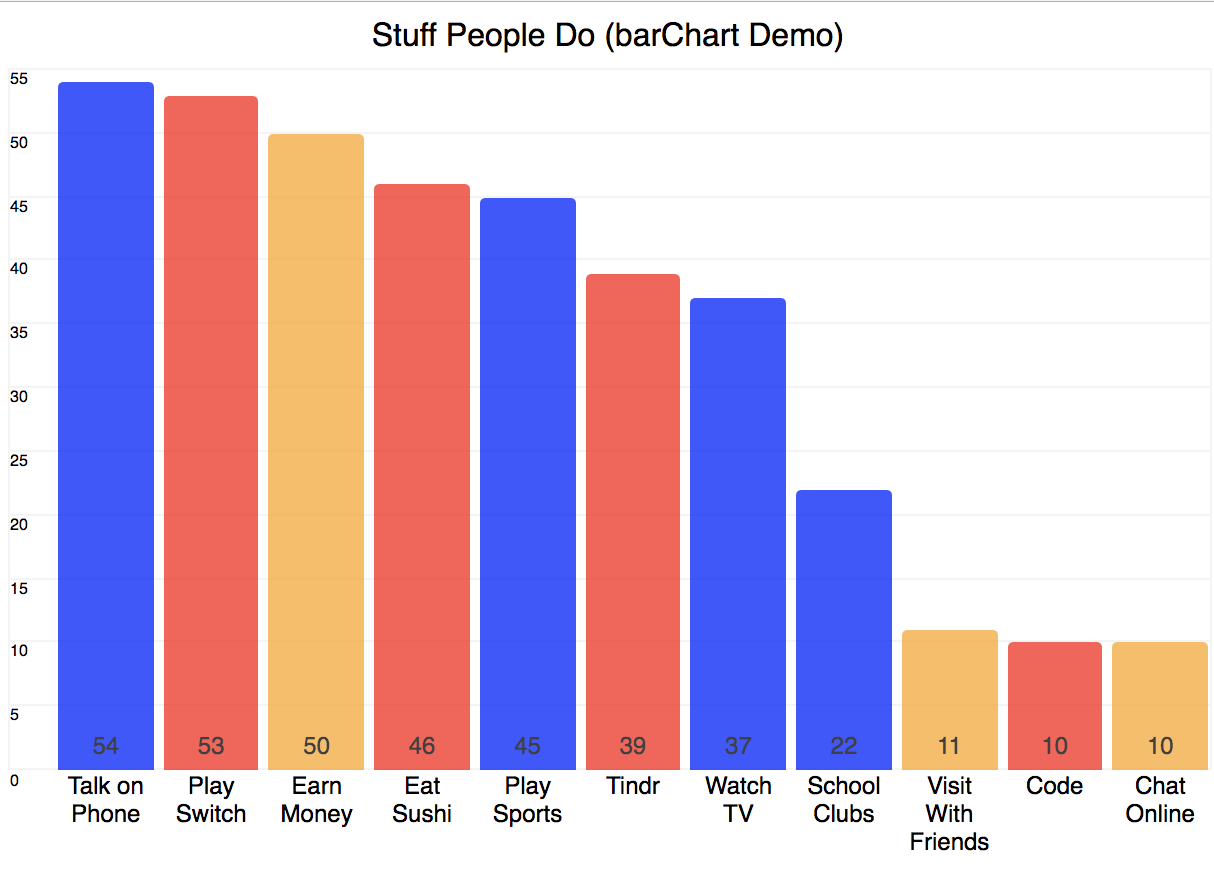 Stuff People Do (barChart Demo)
55
50
45
40
35
30
25
20
15
10
5
0
54 53 50 46 45 39 37 22 11 10 10
Talk on Play Earn Eat Play Tindr Watch School Visit Code Chat
Phone Switch Money Sushi Sports TV Clubs With Online
Friends